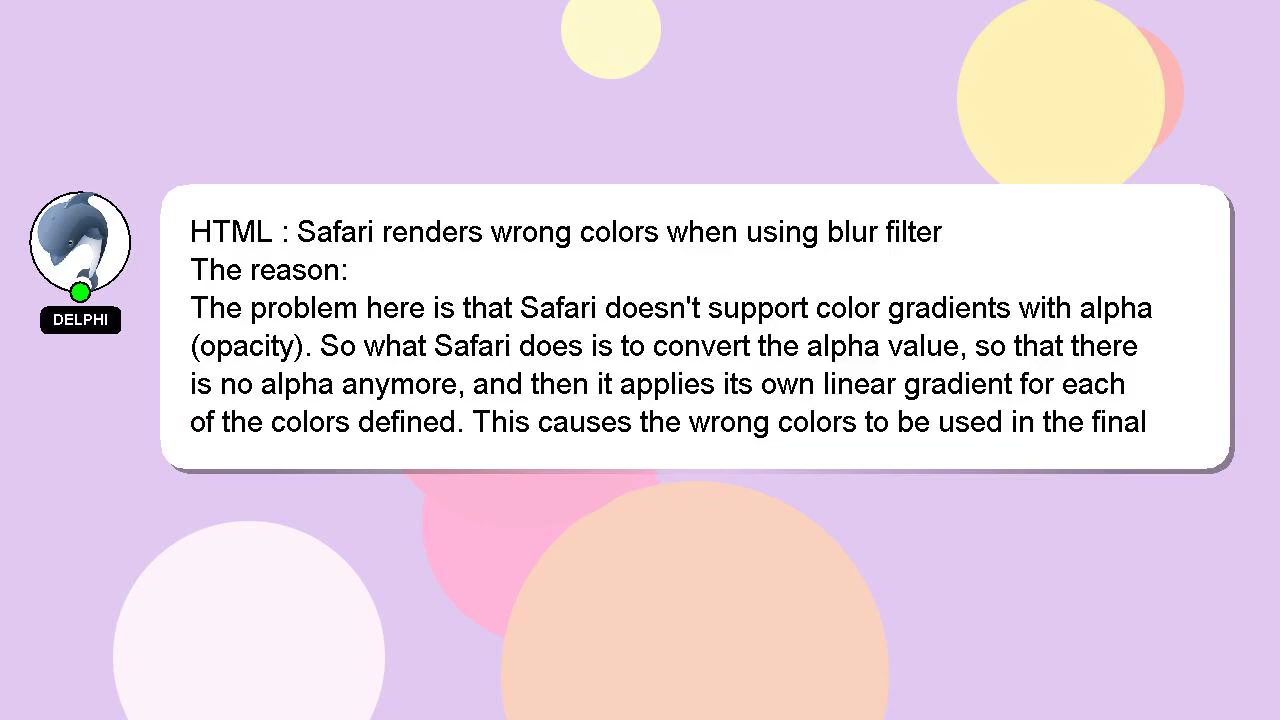 HTML : Safari renders wrong colors when using blur filter
The reason:
The problem here is that Safari doesn't support color gradients with alpha
(opacity). So what Safari does is to convert the alpha value, so that there
is no alpha anymore, and then it applies its own linear gradient for each
of the colors defined. This causes the wrong colors to be used in the final
DELPHI